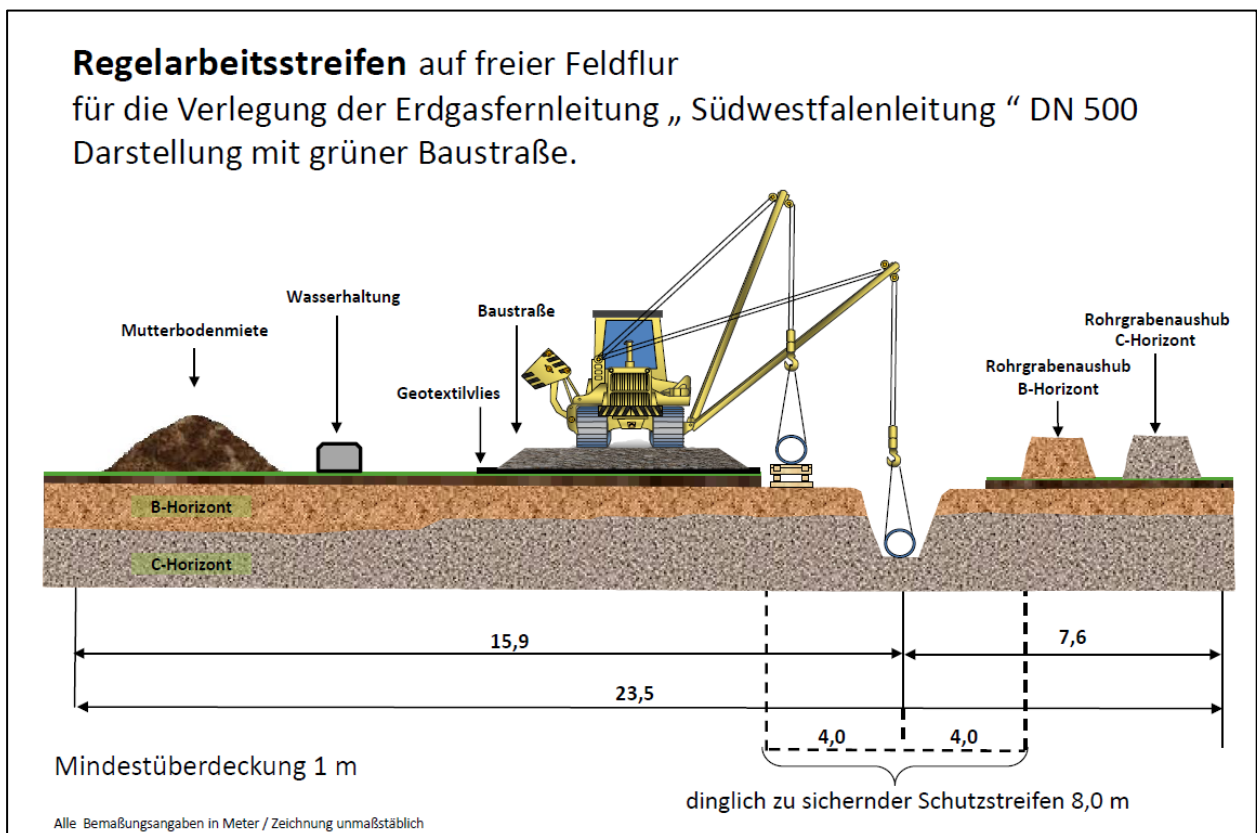 Regelarbeitsstreifen auf freier Feldflur
für die Verlegung der Erdgasfernleitung „ Südwestfalenleitung “ DN 500
Darstellung mit grüner Baustraße.
Wasserhaltung
Mutterbodenmiete
Baustraße
Geotextilvlies
Rohrgrabenaushub
C-Horizont
Rohrgrabenaushub
B-Horizont
B-Horizont
C-Horizont
15,9
7,6
23,5
4,0
4,0
Mindestüberdeckung 1 m
dinglich zu sichernder Schutzstreifen 8,0 m
Alle Bemaßungsangaben in Meter / Zeichnung unmaßstäblich